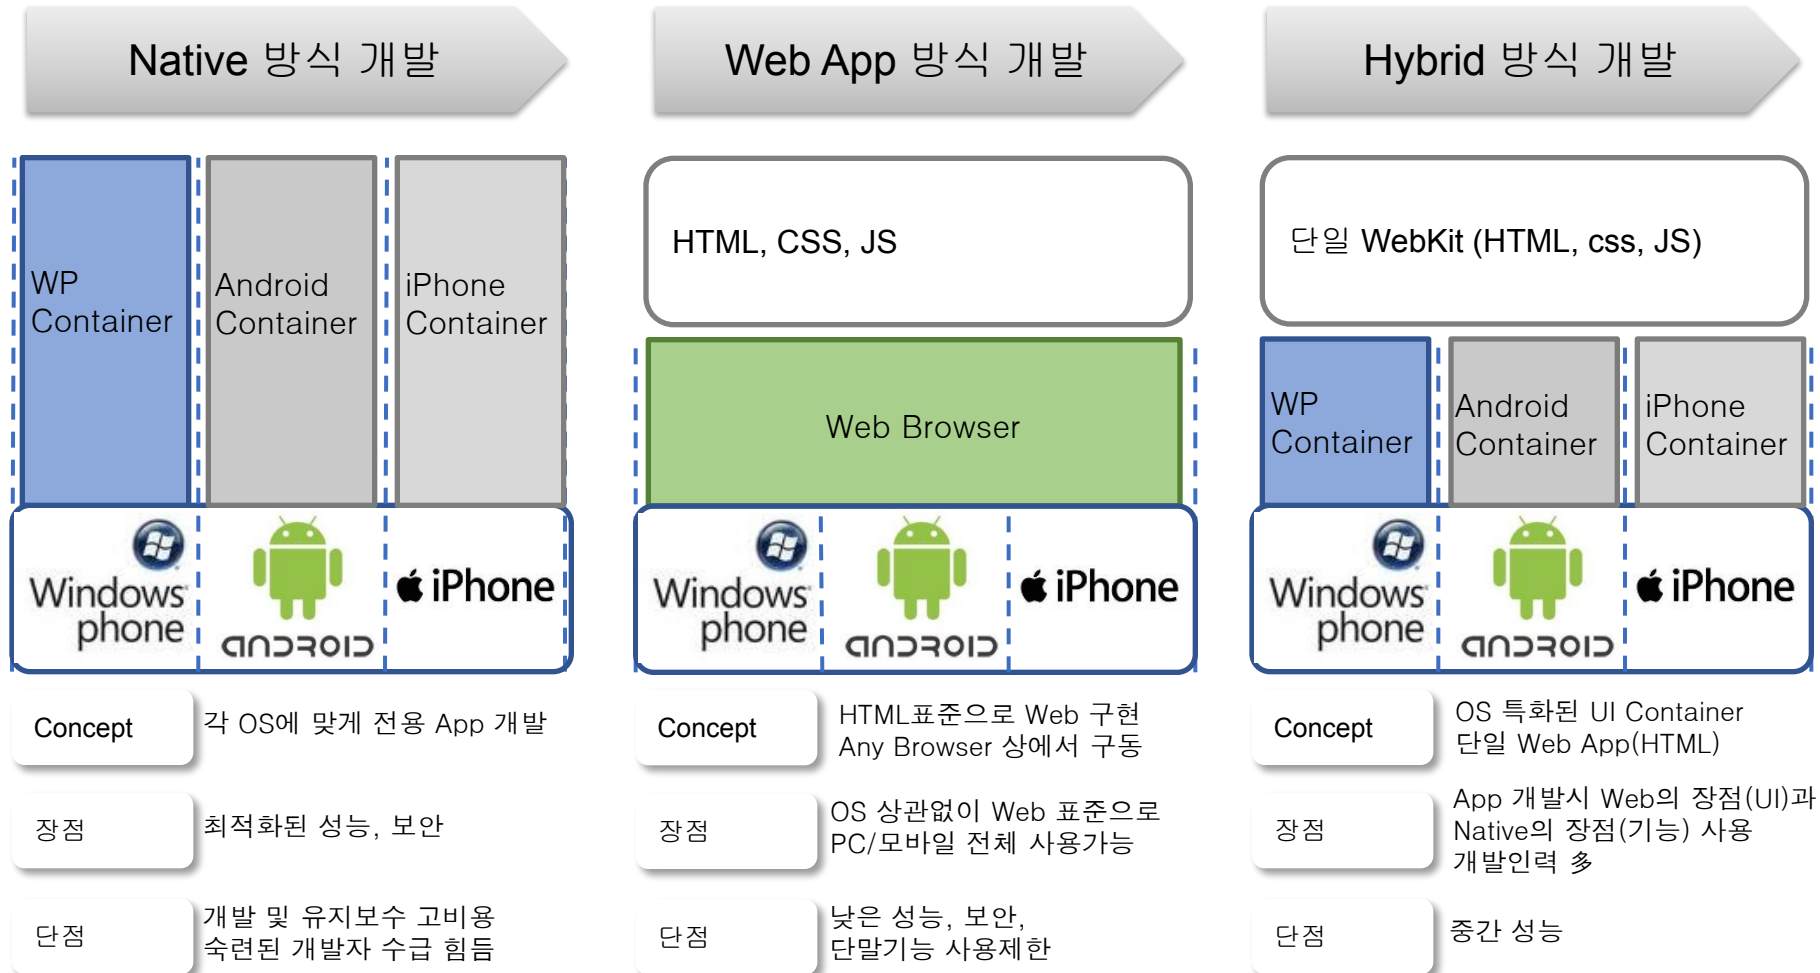 Native 방식 개발
WP
Container
Android
Container
iPhone
Container
Windows
phone
ANDROID
iPhone
Concept
각 OS에 맞게 전용 App 개발
장점
최적화된 성능, 보안
단점
개발 및 유지보수 고비용
숙련된 개발자 수급 힘듬
Web App 방식 개발
HTML, CSS, JS
Web Browser
Windows
phone
ANDROID
iPhone
Concept
HTML표준으로 Web 구현
Any Browser 상에서 구동
장점
OS 상관없이 Web 표준으로
PC/모바일 전체 사용가능
단점
낮은 성능, 보안,
단말기능 사용제한
Hybrid 방식 개발
단일 WebKit (HTML, css, JS)
WP
Container
Android
Container
iPhone
Container
Windows
phone
ANDROID
iPhone
Concept
OS 특화된 UI Container
단일 Web App(HTML)
장점
App 개발시 Web의 장점(UI)과
Native의 장점(기능) 사용
개발인력 多
단점
중간 성능